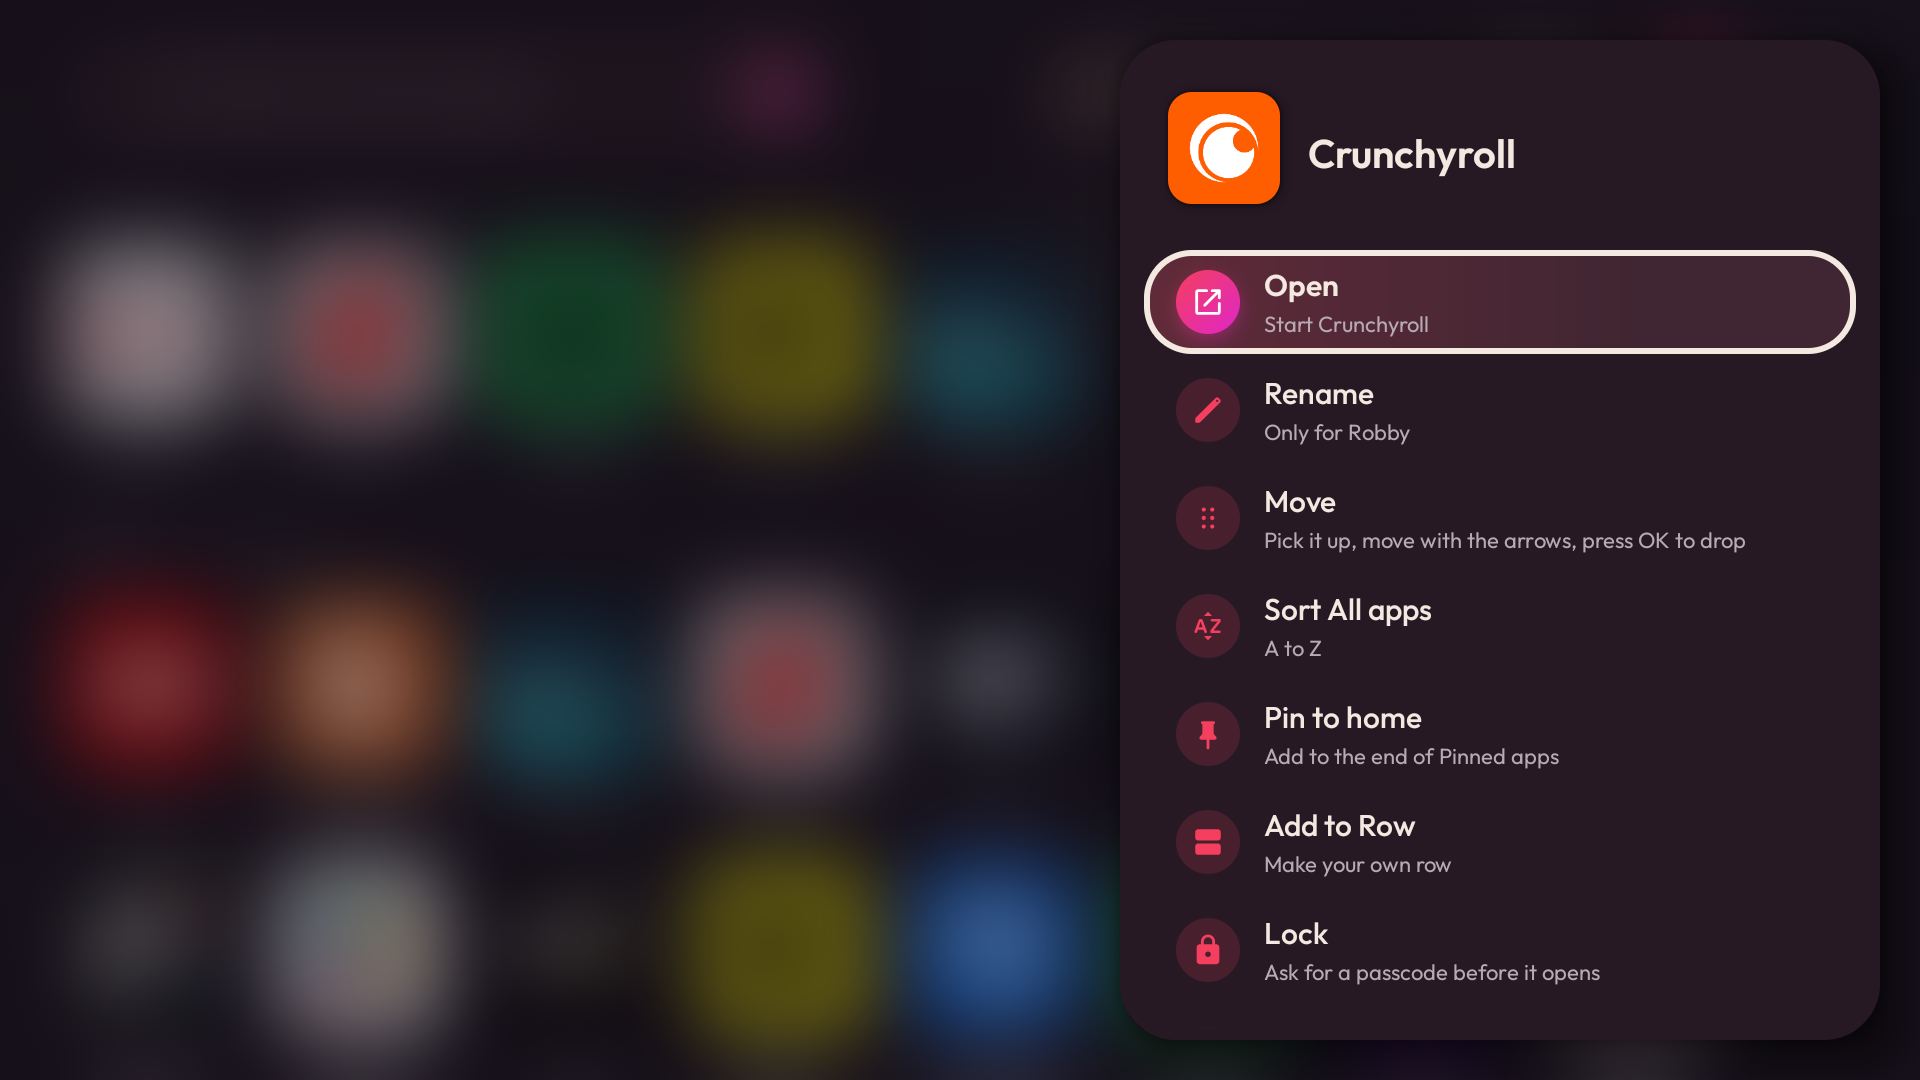 Crunchyroll
Open
Start Crunchyroll
Rename
Only for Robby
Move
Pick it up, move with the arrows, press OK to drop
Sort All apps
A to Z
Pin to home
Add to the end of Pinned apps
Add to Row
Make your own row
Lock
Ask for a passcode before it opens